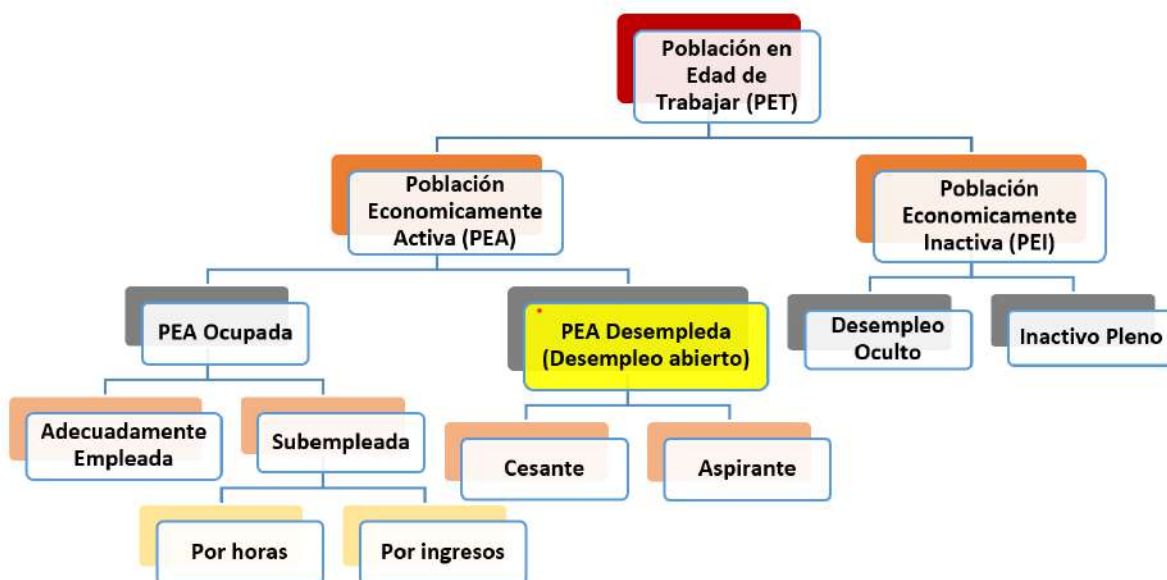 Población en
Edad de
Trabajar (PET)
Población
Economicamente
Activa (PEA)
Población
Economicamente
Inactiva (PEI)
PEA Ocupada
PEA Desempleda
(Desempleo abierto)
Desempleo
Oculto
Inactivo Pleno
Adecuadamente
Empleada
Subempleada
Cesante
Aspirante
Por horas
Por ingresos